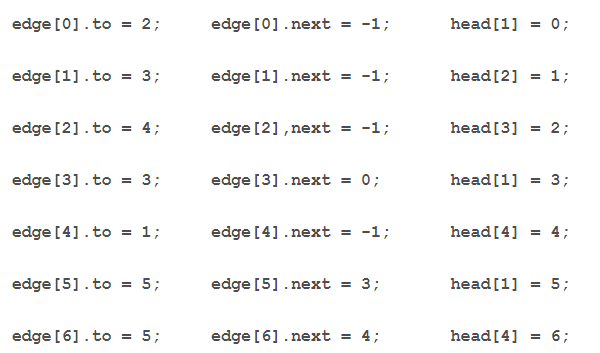 edge[0].to = 2; edge[0].next = -1; head[1] = 0;
edge[1].to = 3; edge[1].next = -1; head[2] = 1;
edge[2].to = 4; edge[2],next = -1; head[3] = 2;
edge[3].to = 3; edge[3].next = 0; head[1] = 3;
edge[4].to = 1; edge[4].next = -1; head[4] = 4;
edge[5].to = 5; edge[5].next = 3; head[1] = 5;
edge[6].to = 5; edge[6].next = 4; head[4] = 6;